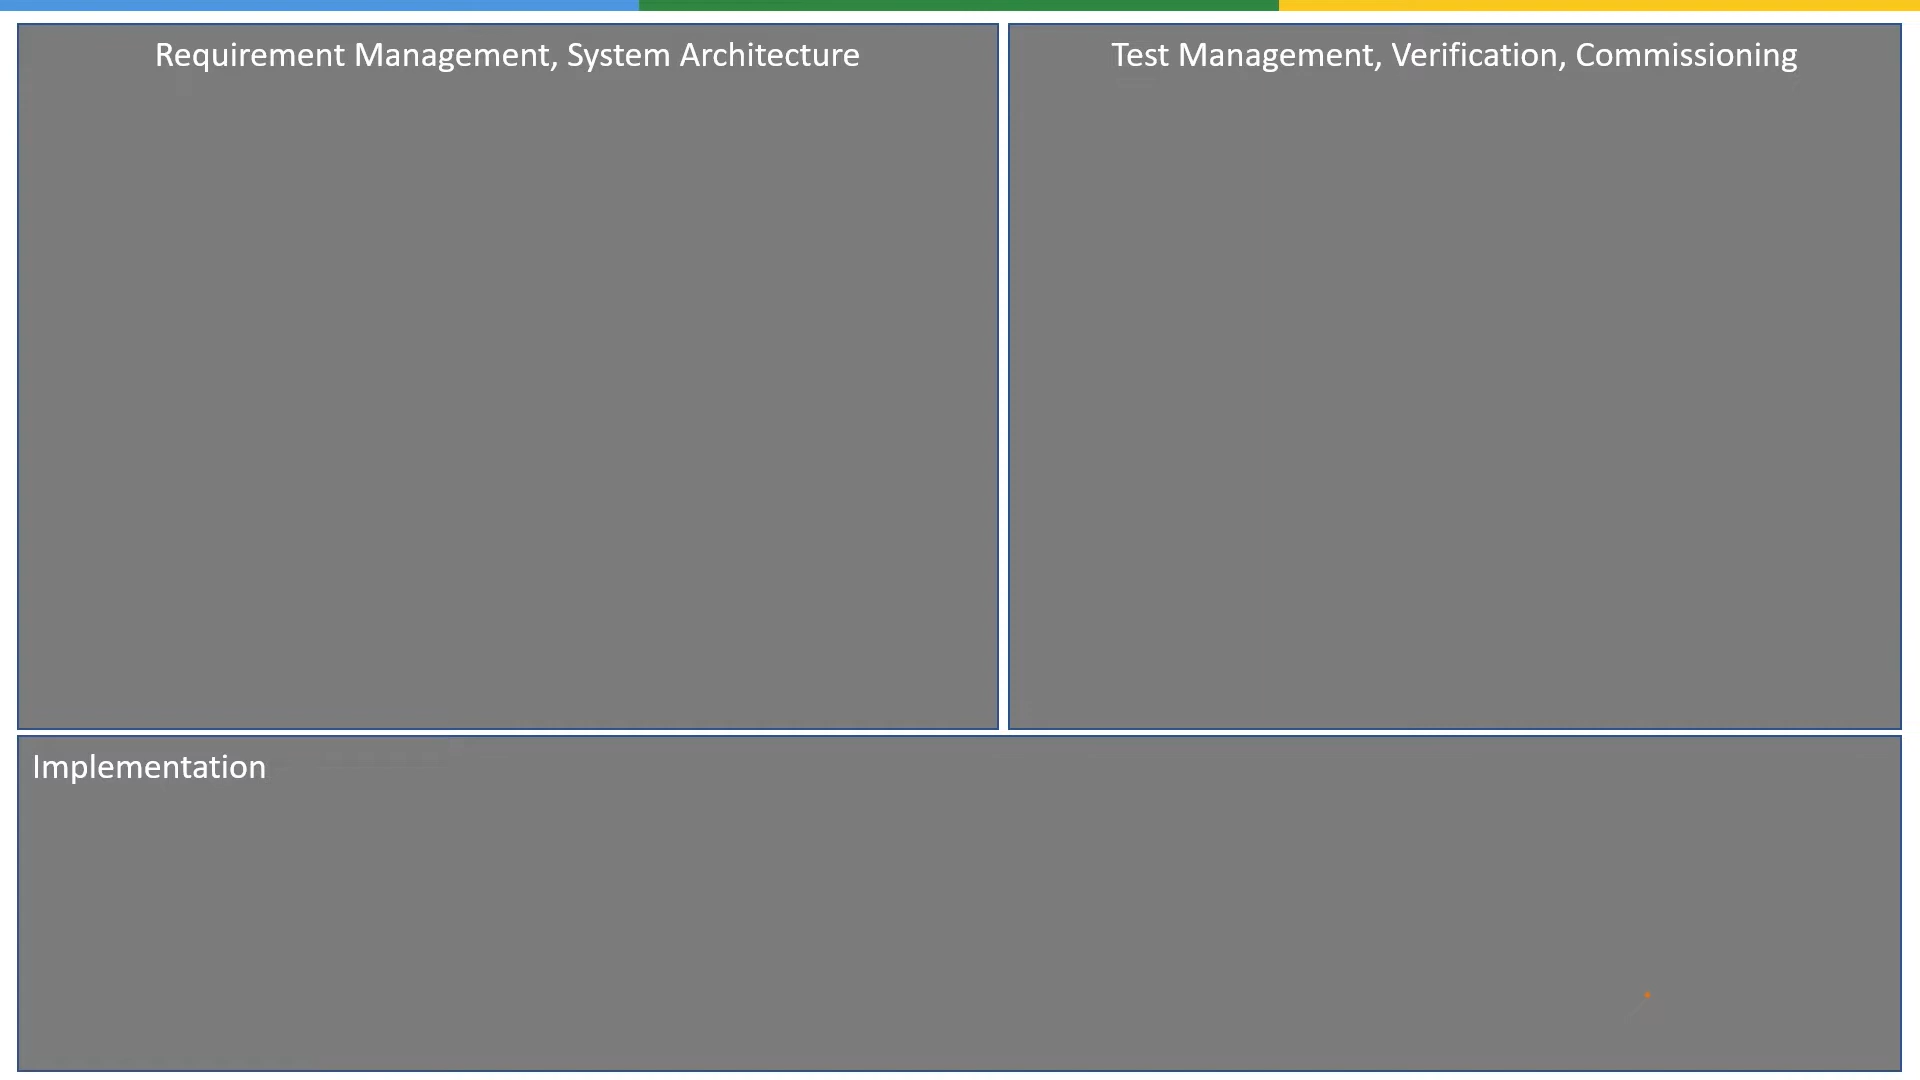 Requirement Management, System Architecture
Test Management, Verification, Commissioning
Implementation